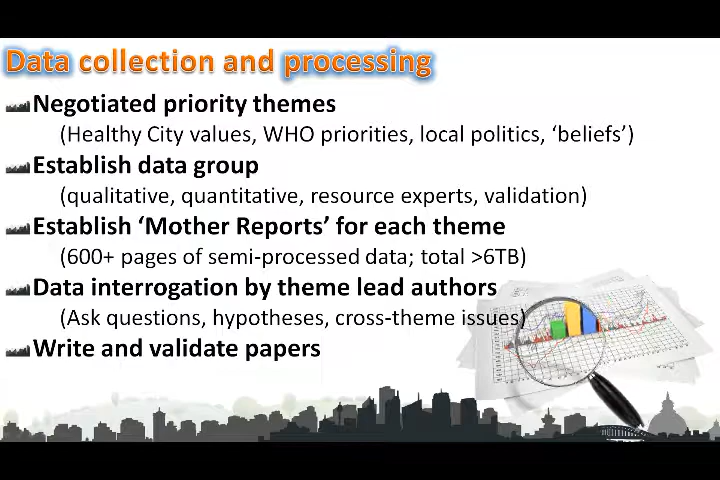 Data collection and processing
Negotiated priority themes
(Healthy City values, WHO priorities, local politics, ‘beliefs’)
Establish data group
(qualitative, quantitative, resource experts, validation)
Establish ‘Mother Reports’ for each theme
(600+ pages of semi-processed data; total >6TB)
Data interrogation by theme lead authors
(Ask questions, hypotheses, cross-theme issues)
Write and validate papers